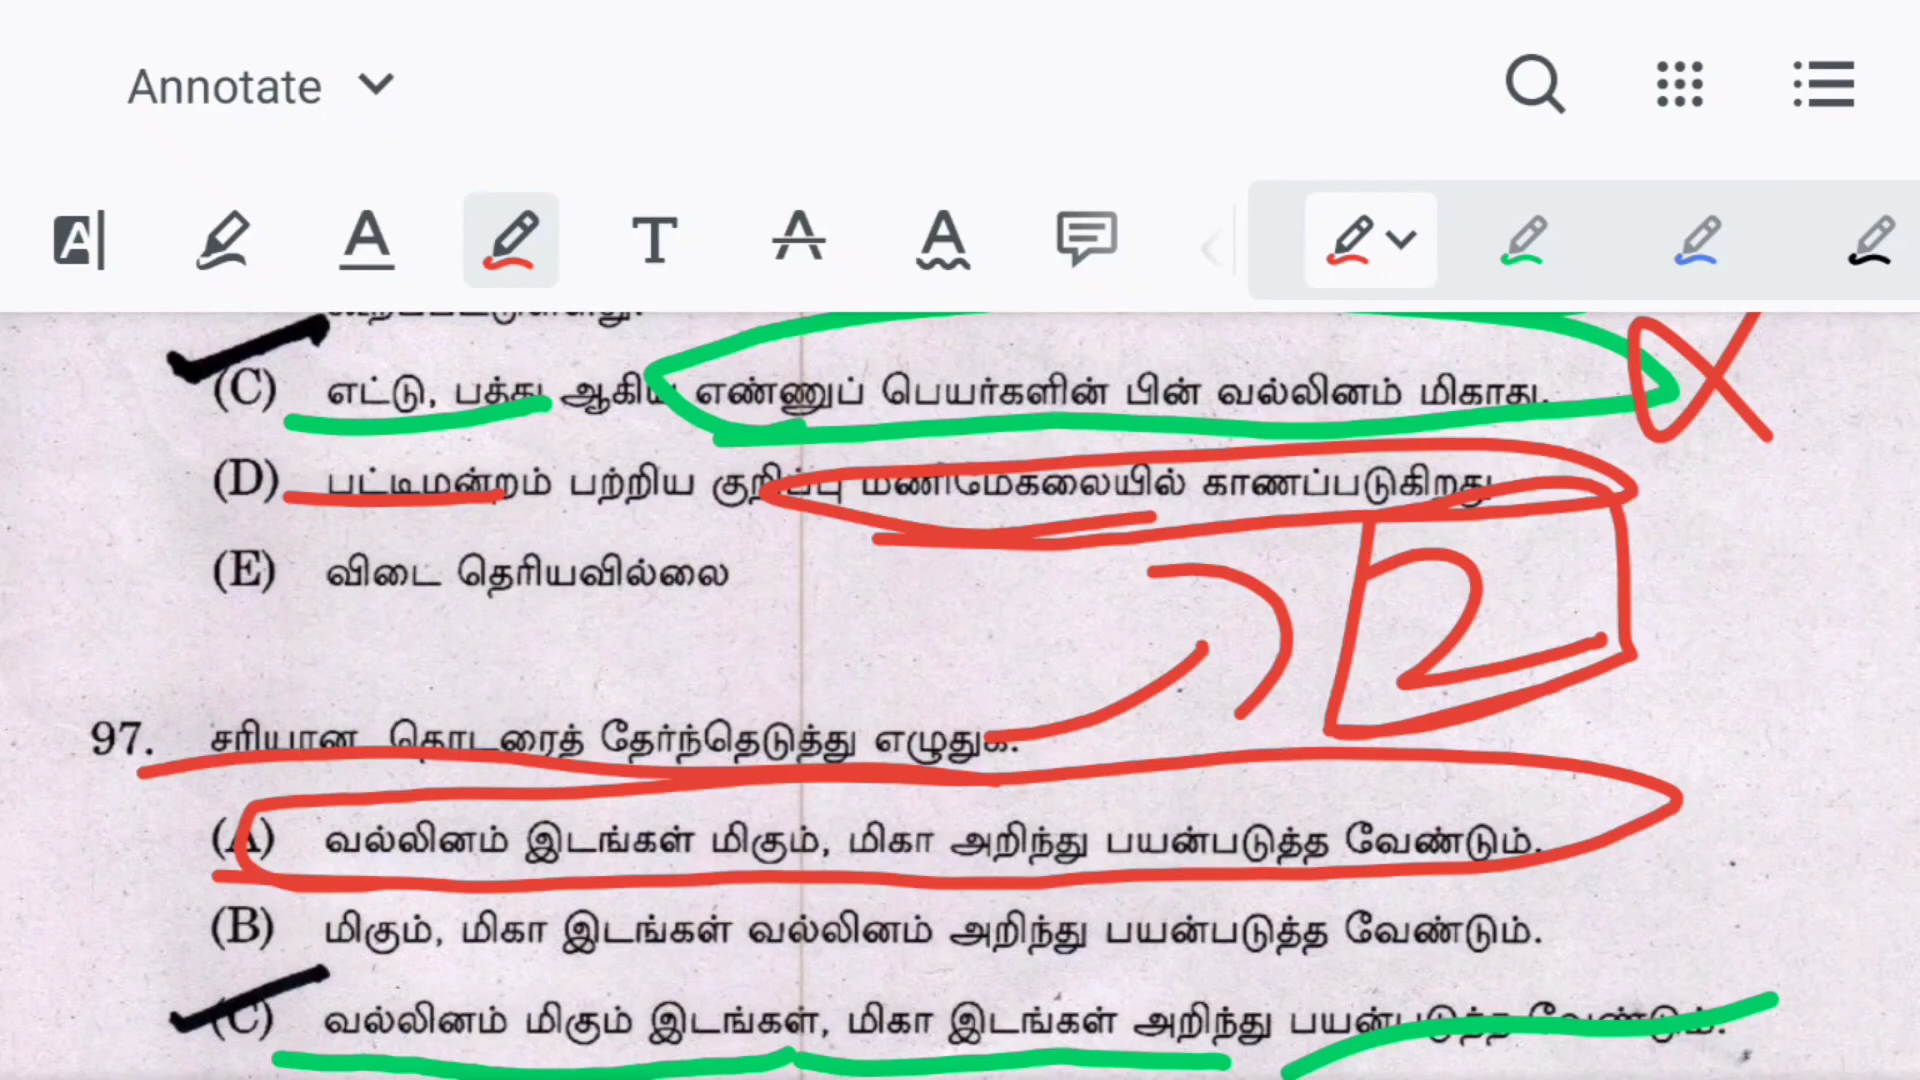 Annotate
(C) எட்டு, பத்து ஆகிய எண்ணுப் பெயர்களின் பின் வல்லினம் மிகாது.
(D) பட்டிமன்றம் பற்றிய குறிப்பு மணிமேகலையில் காணப்படுகிறது
(E) விடை தெரியவில்லை
2
97. சரியான தொடரைத் தேர்ந்தெடுத்து எழுதுக.
(A) வல்லினம் இடங்கள் மிகும், மிகா அறிந்து பயன்படுத்த வேண்டும்.
(B) மிகும், மிகா இடங்கள் வல்லினம் அறிந்து பயன்படுத்த வேண்டும்.
(C) வல்லினம் மிகும் இடங்கள், மிகா இடங்கள் அறிந்து பயன்படுத்த வேண்டும்.